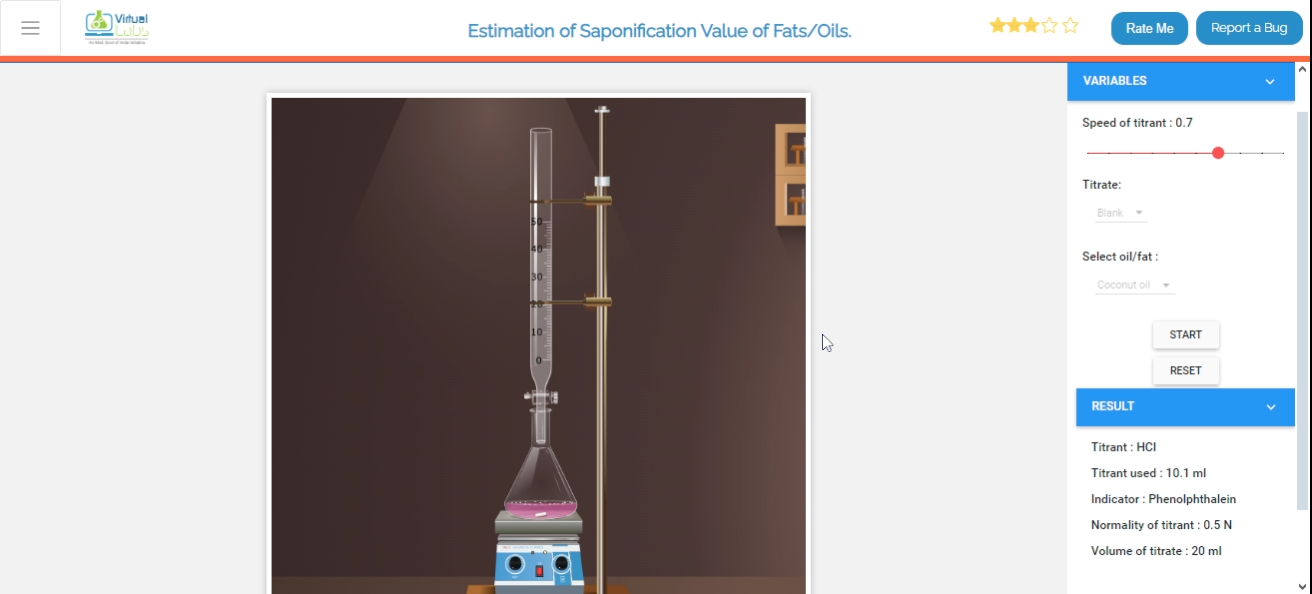 Virtual
Labs
Estimation of Saponification Value of Fats/Oils.
Rate Me
Report a Bug
VARIABLES
Speed of titrant : 0.7
Titrate:
Blank
Select oil/fat :
Coconut oil
START
RESET
RESULT
Titrant : HCl
Titrant used : 10.1 ml
Indicator : Phenolphthalein
Normality of titrant : 0.5 N
Volume of titrate : 20 ml
50
40
30
20
10
0